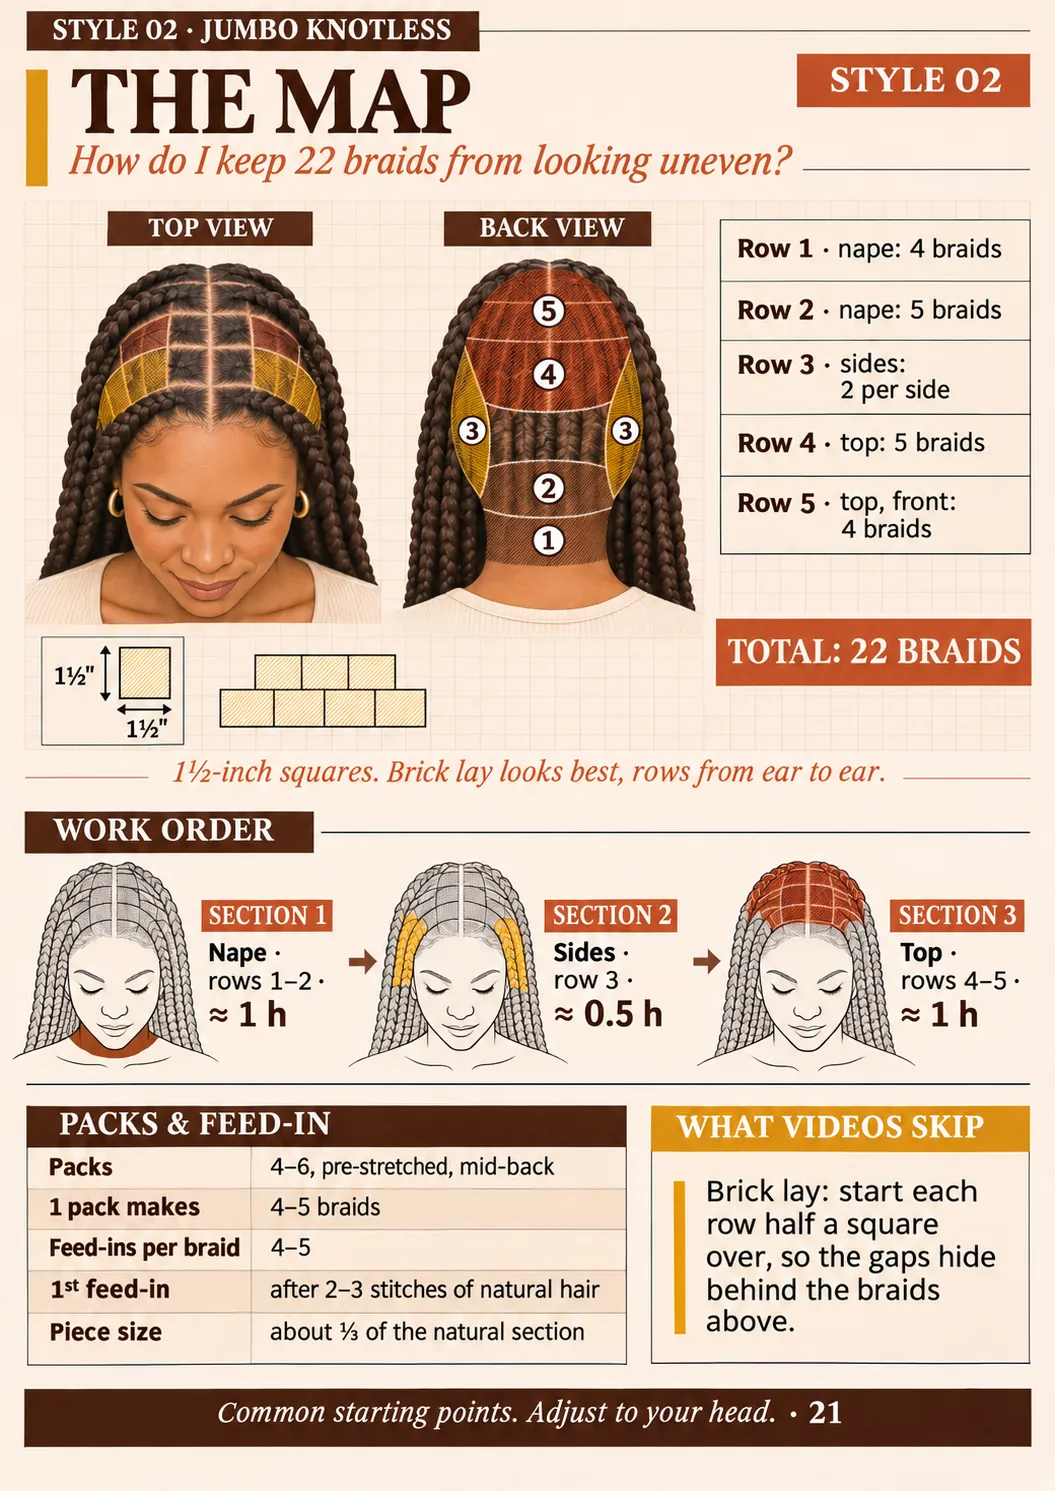 STYLE 02 · JUMBO KNOTLESS
THE MAP
STYLE 02
How do I keep 22 braids from looking uneven?
TOP VIEW
BACK VIEW
5
4
3
3
2
1
Row 1 · nape: 4 braids
Row 2 · nape: 5 braids
Row 3 · sides:
2 per side
Row 4 · top: 5 braids
Row 5 · top, front:
4 braids
TOTAL: 22 BRAIDS
1½"
1½"
1½-inch squares. Brick lay looks best, rows from ear to ear.
WORK ORDER
SECTION 1
Nape ·
rows 1–2 ·
≈ 1 h
SECTION 2
Sides ·
row 3 ·
≈ 0.5 h
SECTION 3
Top ·
rows 4–5 ·
≈ 1 h
PACKS & FEED-IN
Packs 4–6, pre-stretched, mid-back
1 pack makes 4–5 braids
Feed-ins per braid 4–5
1st feed-in after 2–3 stitches of natural hair
Piece size about ⅓ of the natural section
WHAT VIDEOS SKIP
Brick lay: start each
row half a square
over, so the gaps hide
behind the braids
above.
Common starting points. Adjust to your head. · 21